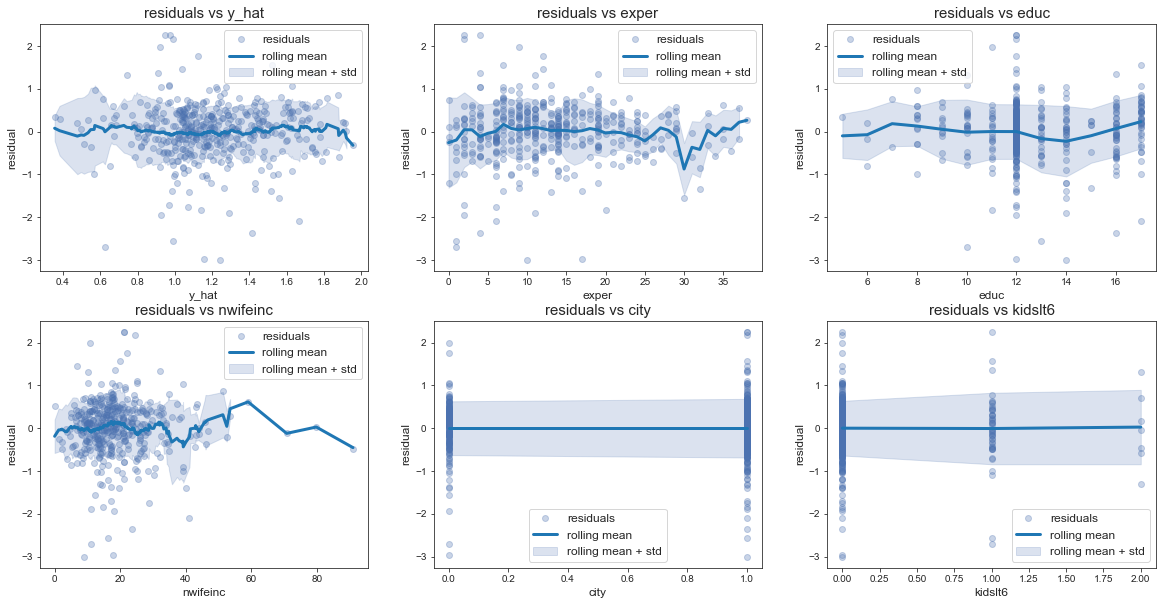 residuals vs y_hat
residuals
rolling mean
rolling mean + std
2
1
0
−1
−2
−3
residual
0.4 0.6 0.8 1.0 1.2 1.4 1.6 1.8 2.0
y_hat
residuals vs exper
residuals
rolling mean
rolling mean + std
2
1
0
−1
−2
−3
residual
0 5 10 15 20 25 30 35
exper
residuals vs educ
residuals
rolling mean
rolling mean + std
2
1
0
−1
−2
−3
residual
6 8 10 12 14 16
educ
residuals vs nwifeinc
residuals
rolling mean
rolling mean + std
2
1
0
−1
−2
−3
residual
0 20 40 60 80
nwifeinc
residuals vs city
2
1
0
−1
−2
−3
residual
residuals
rolling mean
rolling mean + std
0.0 0.2 0.4 0.6 0.8 1.0
city
residuals vs kidslt6
2
1
0
−1
−2
−3
residual
residuals
rolling mean
rolling mean + std
0.00 0.25 0.50 0.75 1.00 1.25 1.50 1.75 2.00
kidslt6